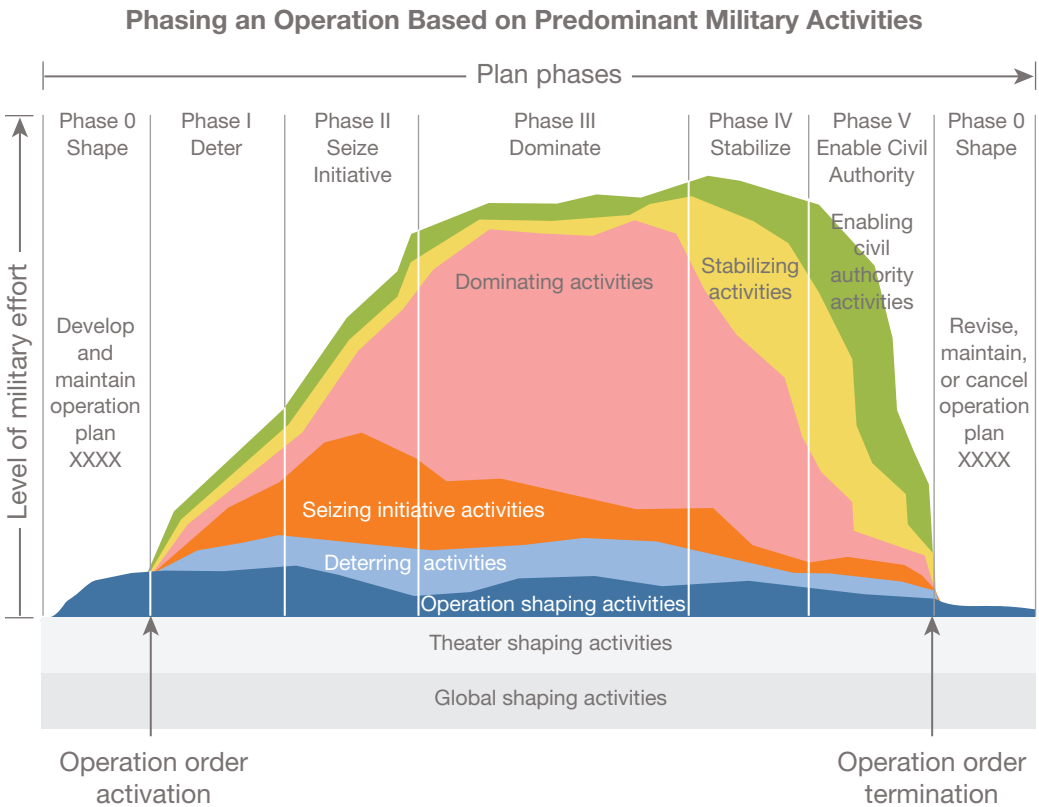 Phasing an Operation Based on Predominant Military Activities
Plan phases
Phase 0
Shape
Phase I
Deter
Phase II
Seize
Initiative
Phase III
Dominate
Phase IV
Stabilize
Phase V
Enable Civil
Authority
Phase 0
Shape
Level of military effort
Develop
and
maintain
operation
plan
XXXX
Dominating activities
Stabilizing
activities
Enabling
civil
authority
activities
Revise,
maintain,
or cancel
operation
plan
XXXX
Seizing initiative activities
Deterring activities
Operation shaping activities
Theater shaping activities
Global shaping activities
Operation order
activation
Operation order
termination